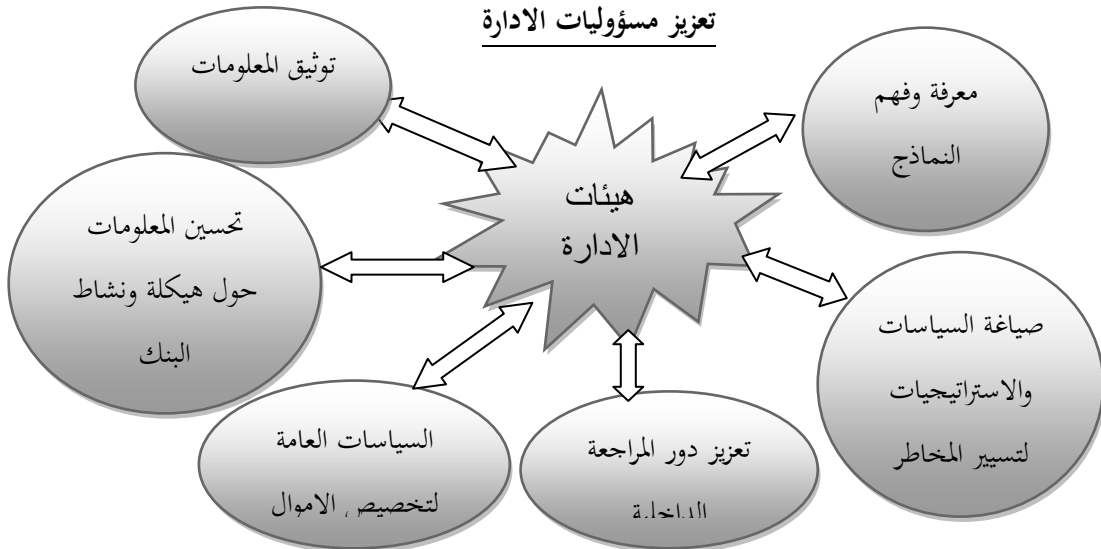 تعزيز مسؤوليات الادارة
توثيق المعلومات
معرفة وفهم
النماذج
هيئات
الادارة
تحسين المعلومات
حول هيكلة ونشاط
البنك
صياغة السياسات
والاستراتيجيات
لتسيير المخاطر
السياسات العامة
لتخصيص الاموال
تعزيز دور المراجعة
الداخلية